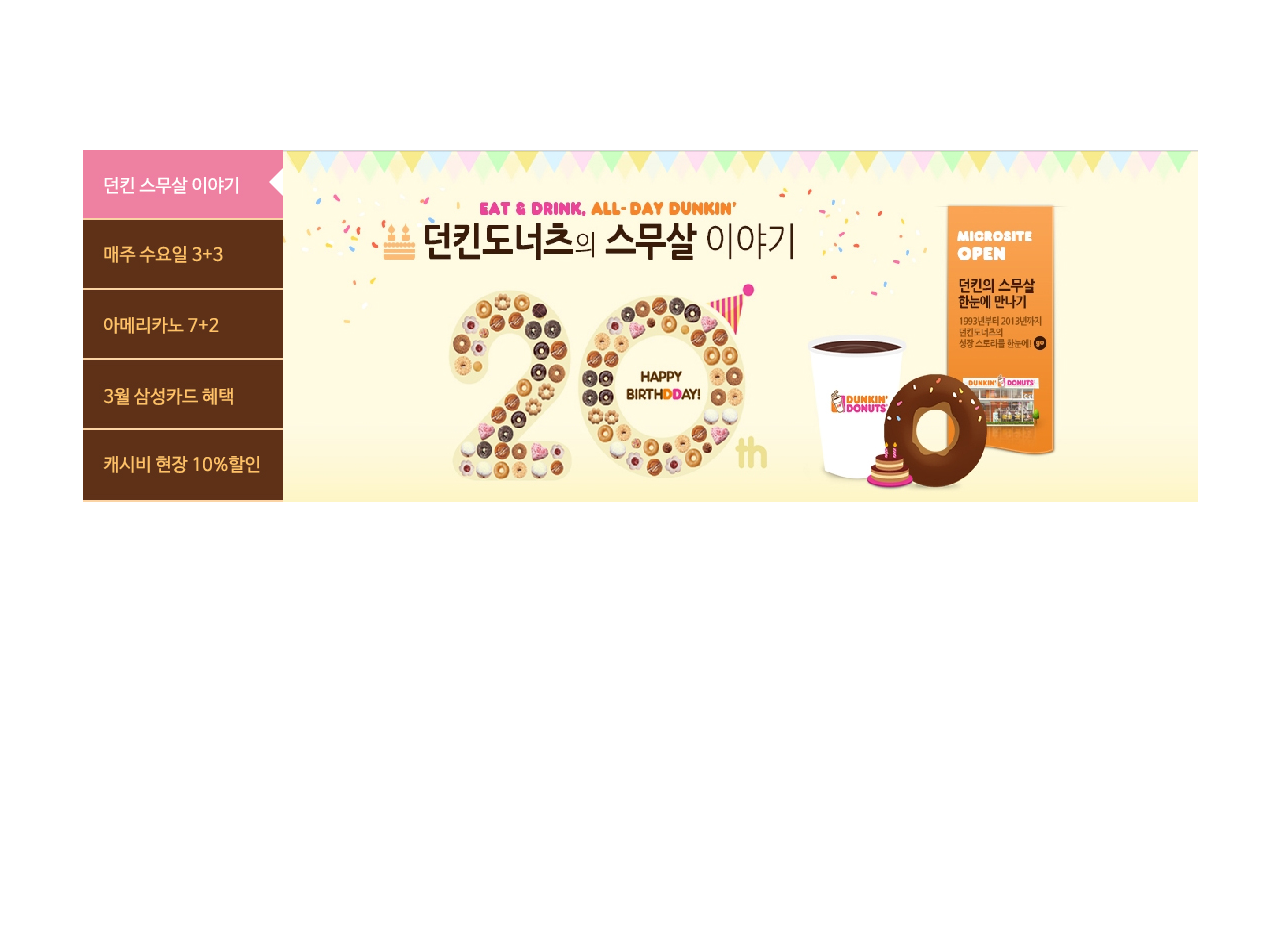 던킨 스무살 이야기
매주 수요일 3+3
아메리카노 7+2
3월 삼성카드 혜택
캐시비 현장 10%할인
EAT & DRINK, ALL-DAY DUNKIN'
던킨도너츠의 스무살 이야기
HAPPY
BIRTHDDAY!
20th
DUNKIN'
DONUTS
MICROSITE
OPEN
던킨의 스무살
한눈에 만나기
1993년부터 2013년까지
던킨도너츠의
성장 스토리를 한눈에! go
DUNKIN' DONUTS